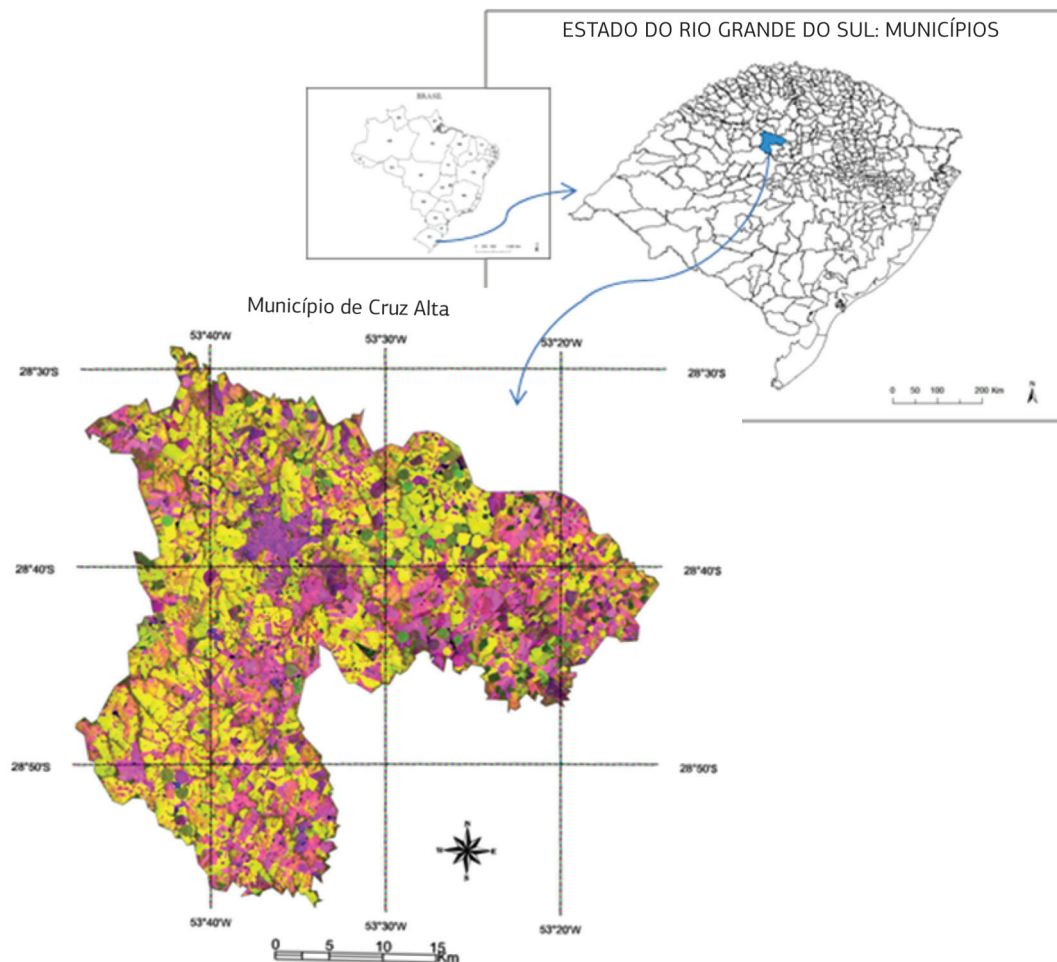 ESTADO DO RIO GRANDE DO SUL: MUNICÍPIOS
BRASIL
0 50 100 200 Km
N
Município de Cruz Alta
53°40'W 53°30'W 53°20'W
28°30'S 28°30'S
28°40'S 28°40'S
28°50'S 28°50'S
N
W E
S
53°40'W 53°30'W 53°20'W
0 5 10 15
Km